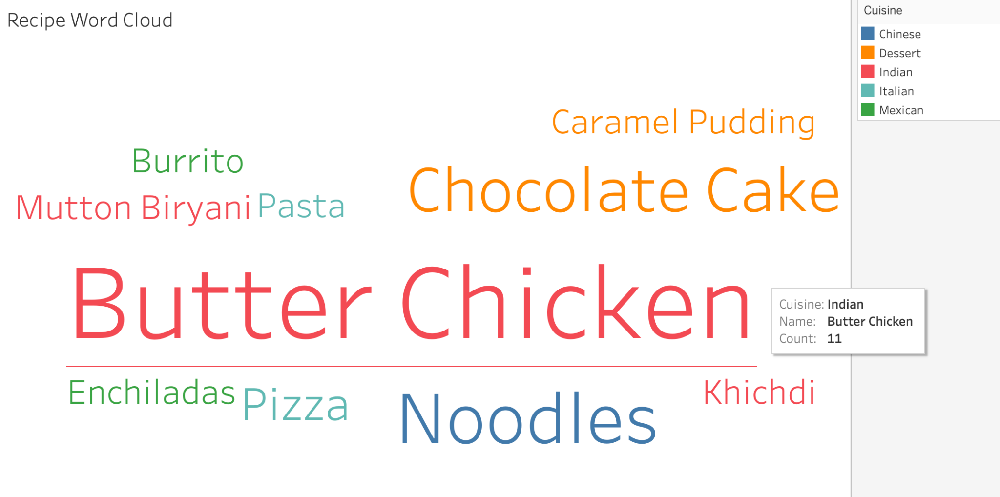 Recipe Word Cloud
Caramel Pudding
Burrito
Chocolate Cake
Mutton Biryani
Pasta
Butter Chicken
Enchiladas
Pizza
Noodles
Khichdi
Cuisine: Indian
Name: Butter Chicken
Count: 11
Cuisine
Chinese
Dessert
Indian
Italian
Mexican